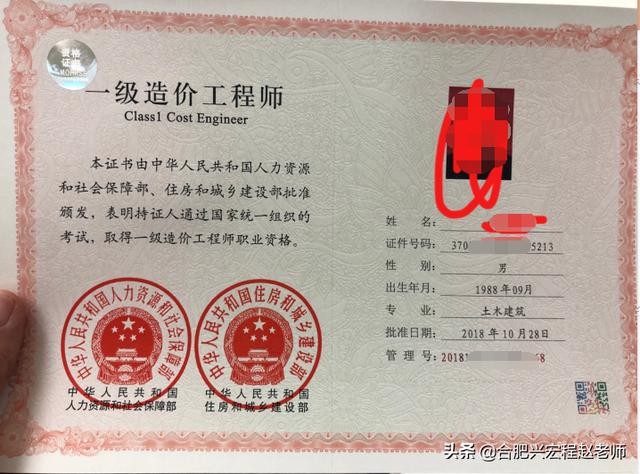 资格
证书
MOHRSS
一级造价工程师
Class1 Cost Engineer
本证书由中华人民共和国人力资源
和社会保障部、住房和城乡建设部批准
颁发，表明持证人通过国家统一组织的
考试，取得一级造价工程师职业资格。
中华人民共和国人力资源和社会保障部
中华人民共和国住房和城乡建设部
中华人民共和国
人力资源和社会保障部
中华人民共和国
住房和城乡建设部
姓 名：
证件号码：370 5213
性 别：男
出生年月：1988年09月
专 业：土木建筑
批准日期：2018年10月28日
管 理 号：2018 68
头条 @合肥兴宏程赵老师